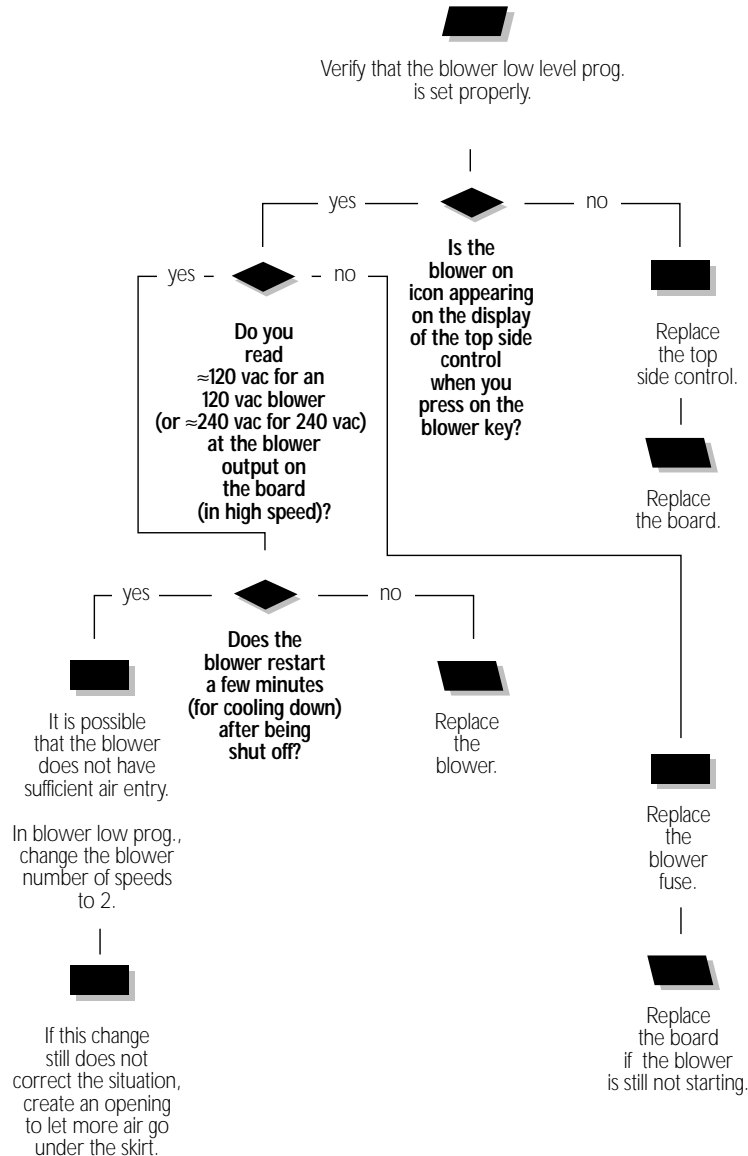 Verify that the blower low level prog.
is set properly.
yes
no
Is the
blower on
icon appearing
on the display
of the top side
control
when you
press on the
blower key?
yes
no
Do you
read
≈120 vac for an
120 vac blower
(or ≈240 vac for 240 vac)
at the blower
output on
the board
(in high speed)?
Replace
the top
side control.
Replace
the board.
yes
no
Does the
blower restart
a few minutes
(for cooling down)
after being
shut off?
It is possible
that the blower
does not have
sufficient air entry.
In blower low prog.,
change the blower
number of speeds
to 2.
If this change
still does not
correct the situation,
create an opening
to let more air go
under the skirt.
Replace
the
blower.
Replace
the
blower
fuse.
Replace
the board
if the blower
is still not starting.